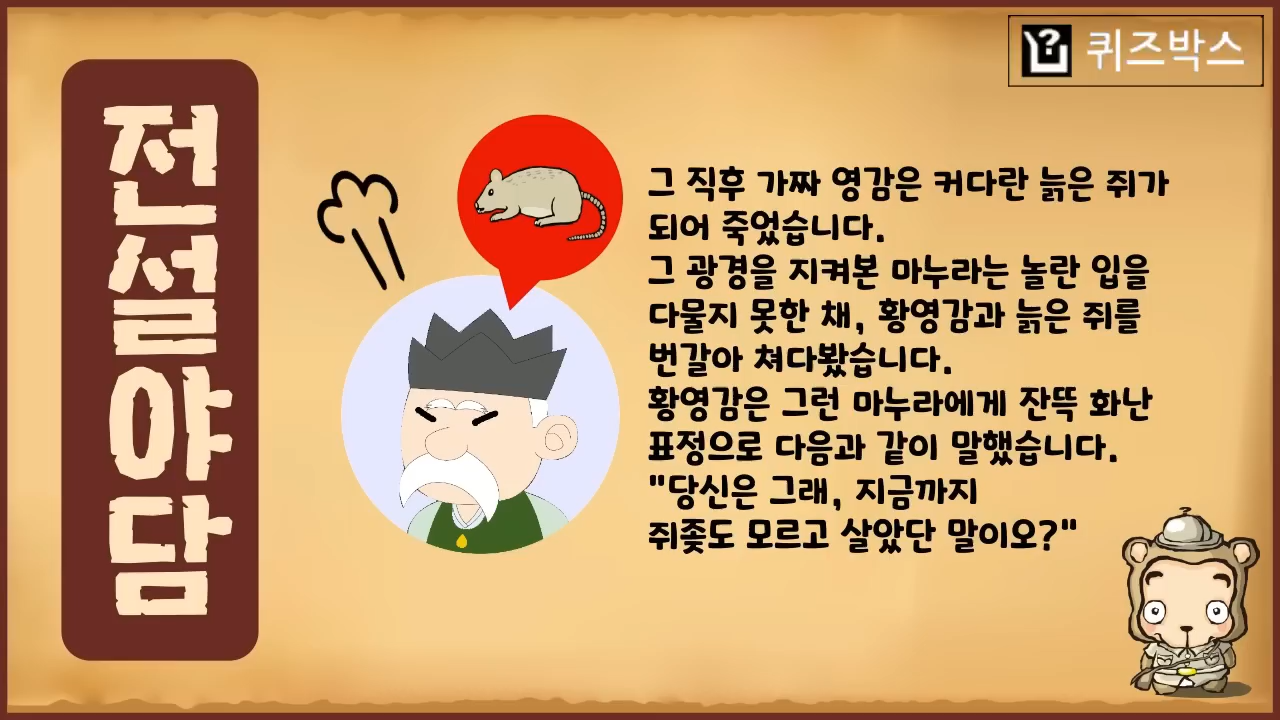 퀴즈박스
전설야담
그 직후 가짜 영감은 커다란 늙은 쥐가
되어 죽었습니다.
그 광경을 지켜본 마누라는 놀란 입을
다물지 못한 채, 황영감과 늙은 쥐를
번갈아 쳐다봤습니다.
황영감은 그런 마누라에게 잔뜩 화난
표정으로 다음과 같이 말했습니다.
"당신은 그래, 지금까지
쥐좆도 모르고 살았단 말이오?"